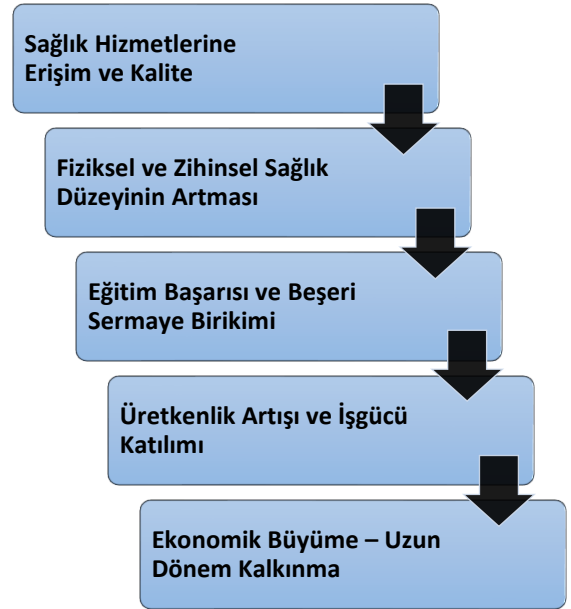 Sağlık Hizmetlerine
Erişim ve Kalite
Fiziksel ve Zihinsel Sağlık
Düzeyinin Artması
Eğitim Başarısı ve Beşeri
Sermaye Birikimi
Üretkenlik Artışı ve İşgücü
Katılımı
Ekonomik Büyüme – Uzun
Dönem Kalkınma